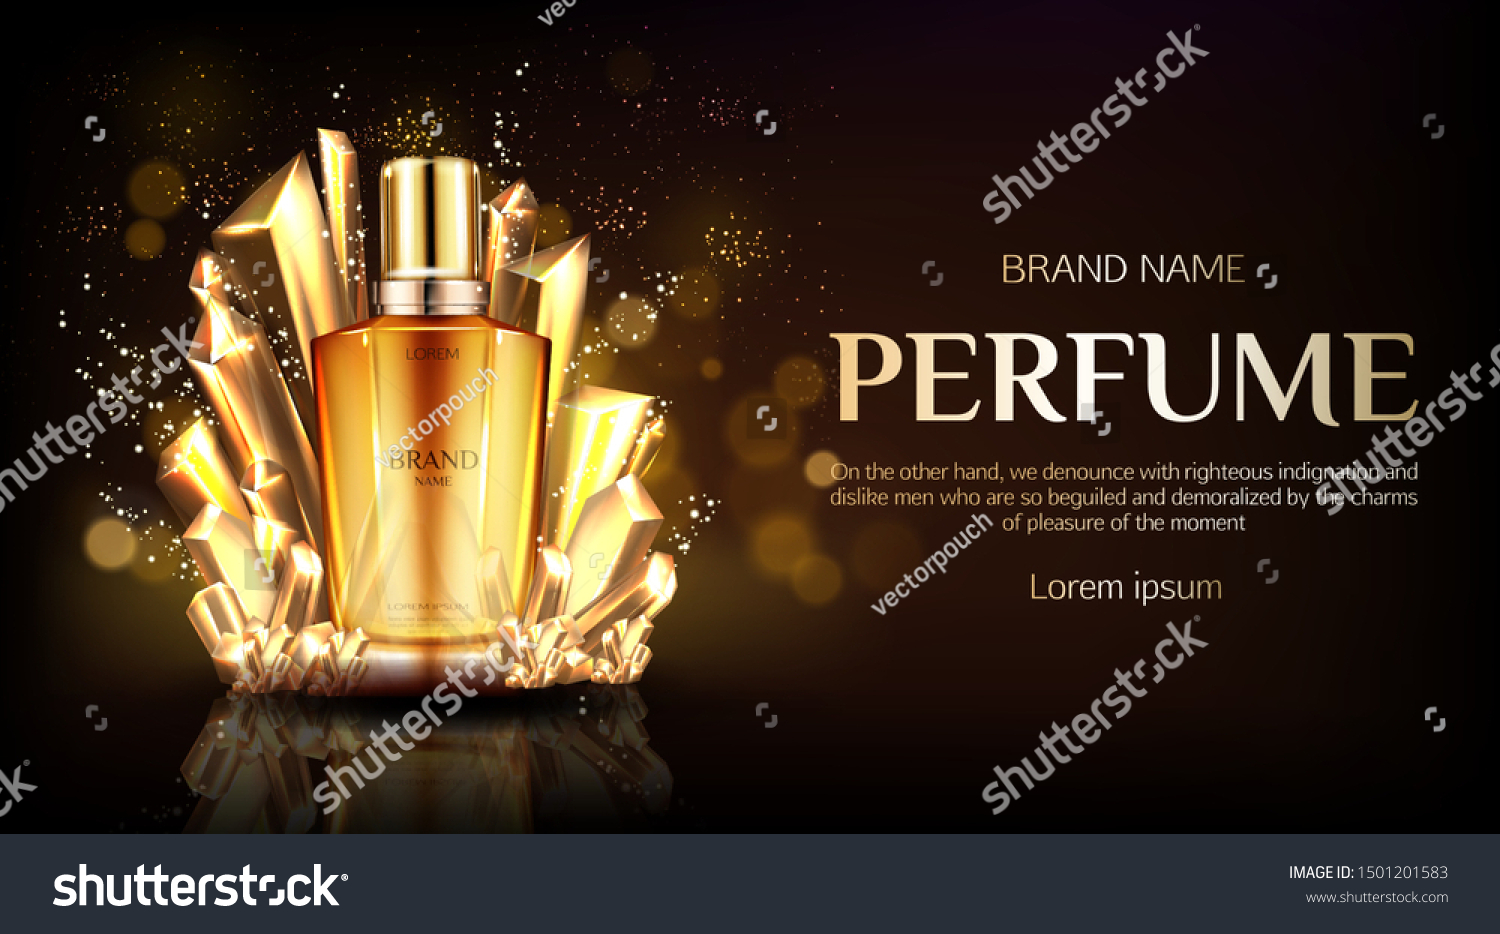 BRAND NAME
PERFUME
On the other hand, we denounce with righteous indignation and
dislike men who are so beguiled and demoralized by the charms
of pleasure of the moment
Lorem ipsum
LOREM
BRAND
NAME
LOREM IPSUM
shutterstock
shutterstock
shutterstock
shutterstock
shutterstock
vectorpouch
vectorpouch
shutterstock
IMAGE ID: 1501201583
www.shutterstock.com